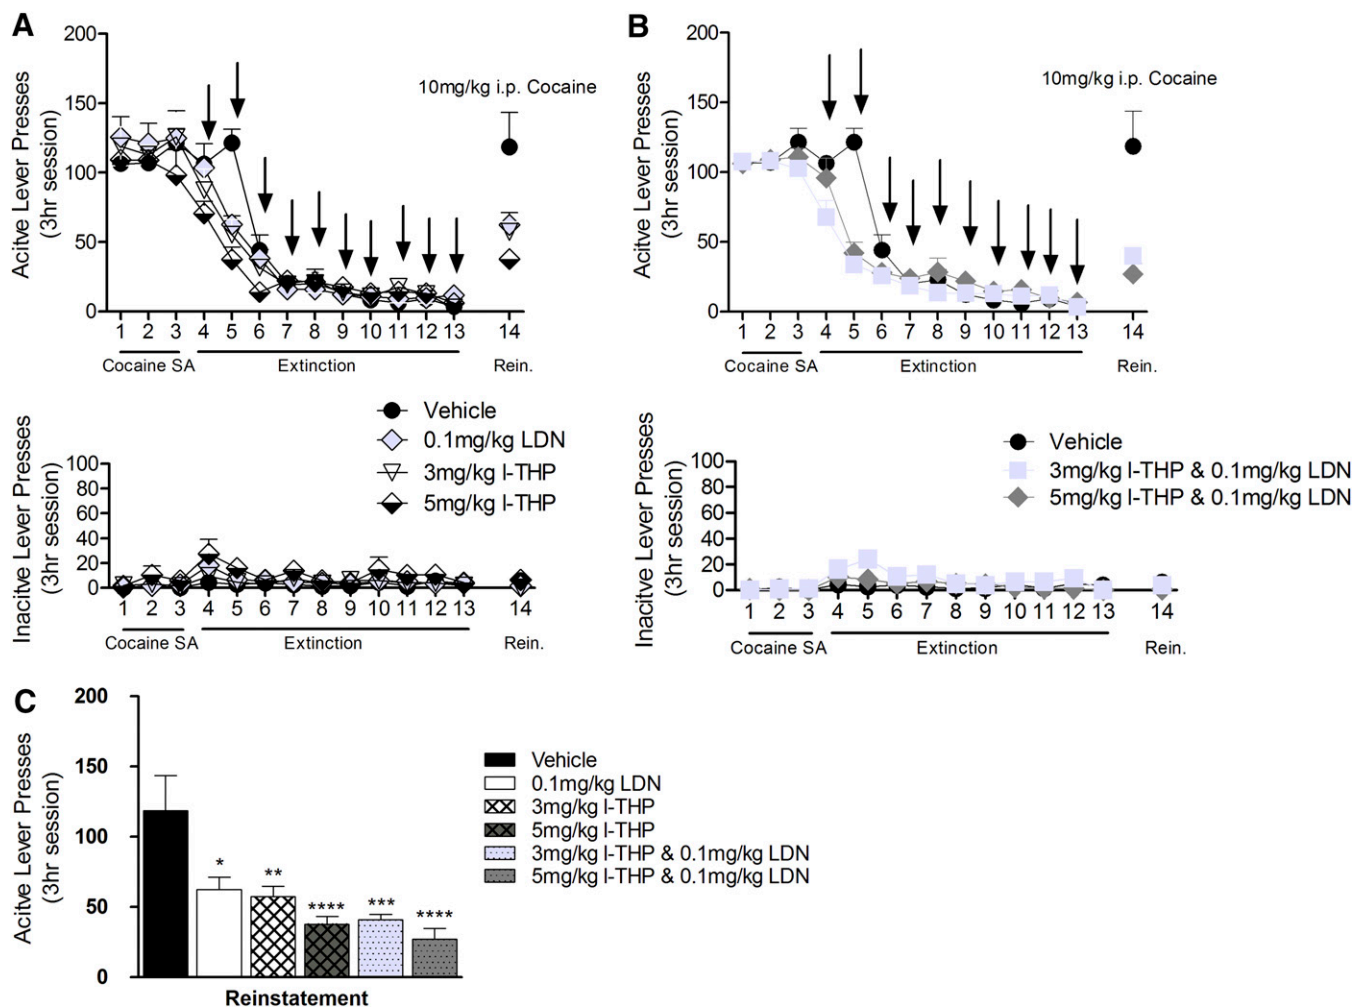 A
Acitve Lever Presses
(3hr session)
200
150
100
50
0
10mg/kg i.p. Cocaine
1 2 3 4 5 6 7 8 9 10 11 12 13 14
Cocaine SA Extinction Rein.
B
Acitve Lever Presses
(3hr session)
200
150
100
50
0
10mg/kg i.p. Cocaine
1 2 3 4 5 6 7 8 9 10 11 12 13 14
Cocaine SA Extinction Rein.
Vehicle
0.1mg/kg LDN
3mg/kg l-THP
5mg/kg l-THP
Inacitve Lever Presses
(3hr session)
100
80
60
40
20
0
1 2 3 4 5 6 7 8 9 10 11 12 13 14
Cocaine SA Extinction Rein.
Vehicle
3mg/kg l-THP & 0.1mg/kg LDN
5mg/kg l-THP & 0.1mg/kg LDN
Inacitve Lever Presses
(3hr session)
100
80
60
40
20
0
1 2 3 4 5 6 7 8 9 10 11 12 13 14
Cocaine SA Extinction Rein.
C
Acitve Lever Presses
(3hr session)
200
150
100
50
0
* ** **** *** ****
Reinstatement
Vehicle
0.1mg/kg LDN
3mg/kg l-THP
5mg/kg l-THP
3mg/kg l-THP & 0.1mg/kg LDN
5mg/kg l-THP & 0.1mg/kg LDN